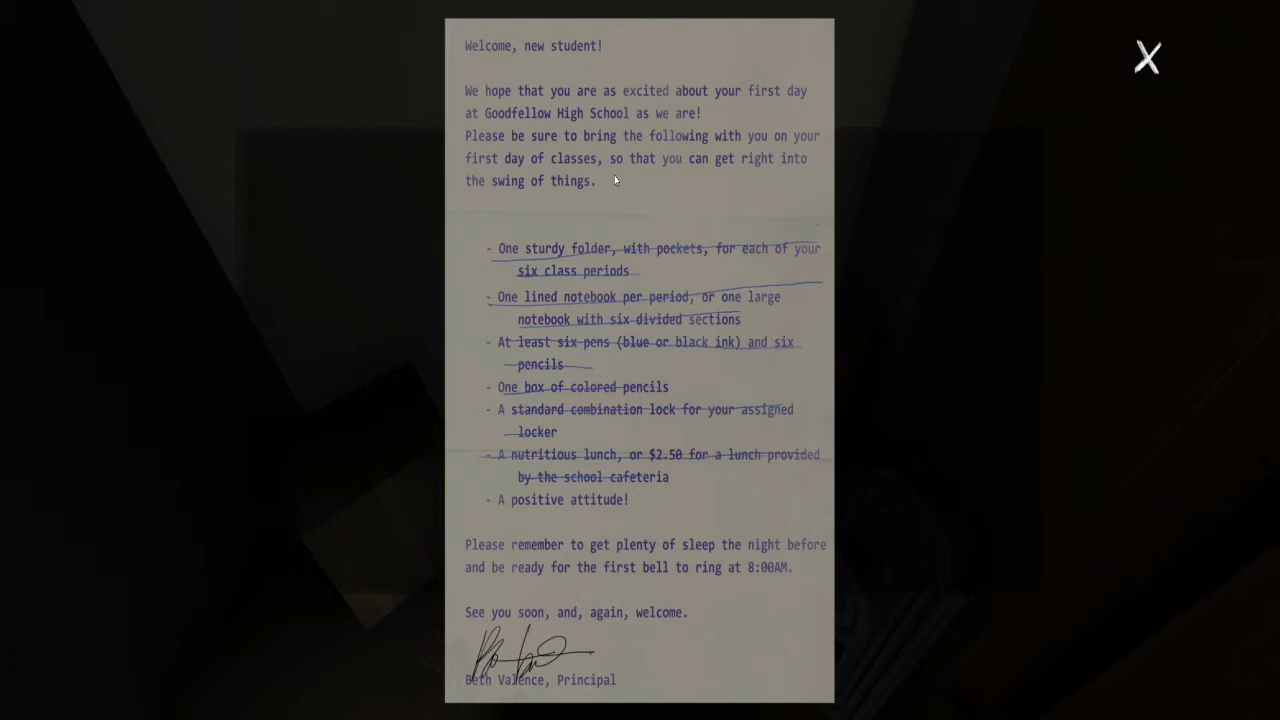 Welcome, new student!
We hope that you are as excited about your first day
at Goodfellow High School as we are!
Please be sure to bring the following with you on your
first day of classes, so that you can get right into
the swing of things.
- One sturdy folder, with pockets, for each of your
six class periods
- One lined notebook per period, or one large
notebook with six divided sections
- At least six pens (blue or black ink) and six
pencils
- One box of colored pencils
- A standard combination lock for your assigned
locker
- A nutritious lunch, or $2.50 for a lunch provided
by the school cafeteria
- A positive attitude!
Please remember to get plenty of sleep the night before
and be ready for the first bell to ring at 8:00AM.
See you soon, and, again, welcome.
Beth Valence, Principal